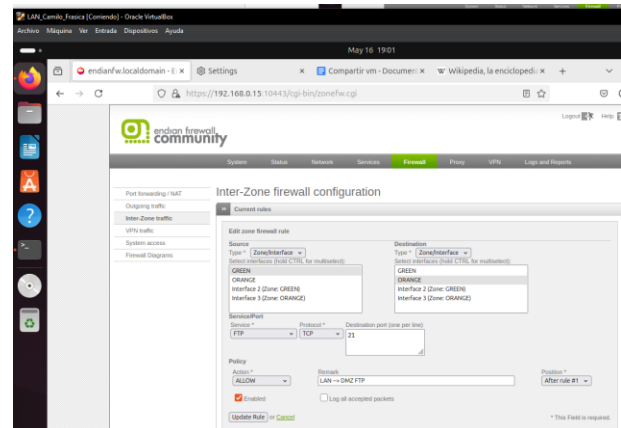 LAN_Camilo_Frasica [Corriendo] - Oracle VirtualBox
Archivo Máquina Ver Entrada Dispositivos Ayuda
May 16 19:01
endianfw.localdomain - E Settings Compartir vm - Documen Wikipedia, la enciclopedi
https://192.168.0.15:10443/cgi-bin/zonefw.cgi
Logout Help
endian firewall
community
System Status Network Services Firewall Proxy VPN Logs and Reports
Port forwarding / NAT
Outgoing traffic
Inter-Zone traffic
VPN traffic
System access
Firewall Diagrams
Inter-Zone firewall configuration
>> Current rules
Edit zone firewall rule
Source Destination
Type * Zone/Interface Type * Zone/Interface
Select interfaces (hold CTRL for multiselect): Select interfaces (hold CTRL for multiselect):
GREEN GREEN
ORANGE ORANGE
Interface 2 (Zone: GREEN) Interface 2 (Zone: GREEN)
Interface 3 (Zone: ORANGE) Interface 3 (Zone: ORANGE)
Service/Port
Service * Protocol * Destination port (one per line)
FTP TCP 21
Policy
Action * Remark Position *
ALLOW LAN --> DMZ FTP After rule #1
Enabled Log all accepted packets
Update Rule or Cancel * This Field is required.